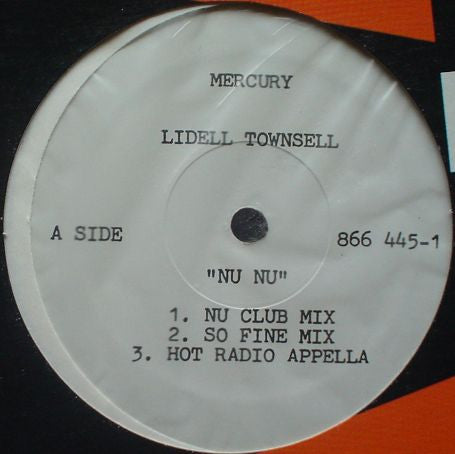 MERCURY
LIDELL TOWNSELL
A SIDE
866 445-1
"NU NU"
1. NU CLUB MIX
2. SO FINE MIX
3. HOT RADIO APPELLA